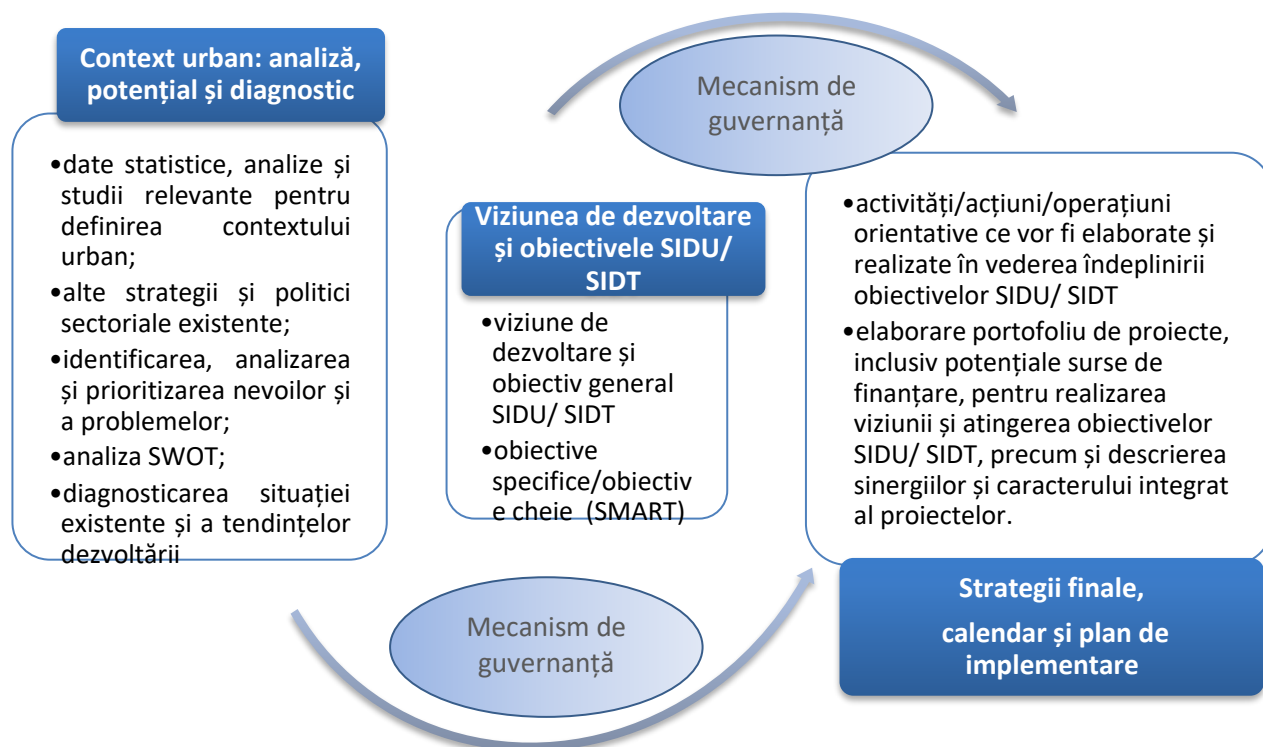 Context urban: analiză,
potențial și diagnostic
•date statistice, analize și
studii relevante pentru
definirea contextului
urban;
•alte strategii și politici
sectoriale existente;
•identificarea, analizarea
și prioritizarea nevoilor și
a problemelor;
•analiza SWOT;
•diagnosticarea situației
existente și a tendințelor
dezvoltării
Mecanism de
guvernanță
Viziunea de dezvoltare
și obiectivele SIDU/
SIDT
•viziune de
dezvoltare și
obiectiv general
SIDU/ SIDT
•obiective
specifice/obiectiv
e cheie (SMART)
Mecanism de
guvernanță
•activități/acțiuni/operațiuni
orientative ce vor fi elaborate și
realizate în vederea îndeplinirii
obiectivelor SIDU/ SIDT
•elaborare portofoliu de proiecte,
inclusiv potențiale surse de
finanțare, pentru realizarea
viziunii și atingerea obiectivelor
SIDU/ SIDT, precum și descrierea
sinergiilor și caracterului integrat
al proiectelor.
Strategii finale,
calendar și plan de
implementare